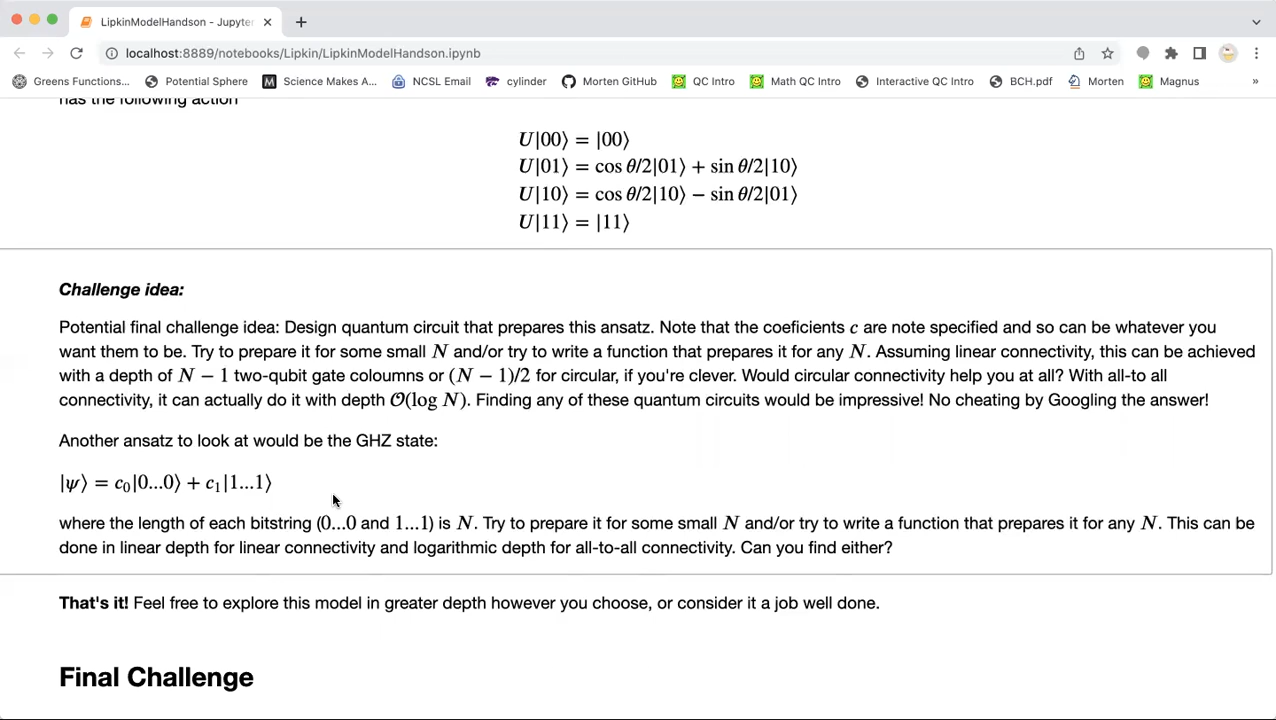 LipkinModelHandson - Jupyter
localhost:8889/notebooks/Lipkin/LipkinModelHandson.ipynb
Greens Functions... Potential Sphere Science Makes A... NCSL Email cylinder Morten GitHub QC Intro Math QC Intro Interactive QC Intro BCH.pdf Morten Magnus »
has the following action
U|00⟩ = |00⟩
U|01⟩ = cos θ/2|01⟩ + sin θ/2|10⟩
U|10⟩ = cos θ/2|10⟩ − sin θ/2|01⟩
U|11⟩ = |11⟩
Challenge idea:
Potential final challenge idea: Design quantum circuit that prepares this ansatz. Note that the coeficients c are note specified and so can be whatever you
want them to be. Try to prepare it for some small N and/or try to write a function that prepares it for any N. Assuming linear connectivity, this can be achieved
with a depth of N − 1 two-qubit gate coloumns or (N − 1)/2 for circular, if you're clever. Would circular connectivity help you at all? With all-to all
connectivity, it can actually do it with depth 𝒪(log N). Finding any of these quantum circuits would be impressive! No cheating by Googling the answer!
Another ansatz to look at would be the GHZ state:
|ψ⟩ = c₀|0...0⟩ + c₁|1...1⟩
where the length of each bitstring (0...0 and 1...1) is N. Try to prepare it for some small N and/or try to write a function that prepares it for any N. This can be
done in linear depth for linear connectivity and logarithmic depth for all-to-all connectivity. Can you find either?
That's it! Feel free to explore this model in greater depth however you choose, or consider it a job well done.
Final Challenge